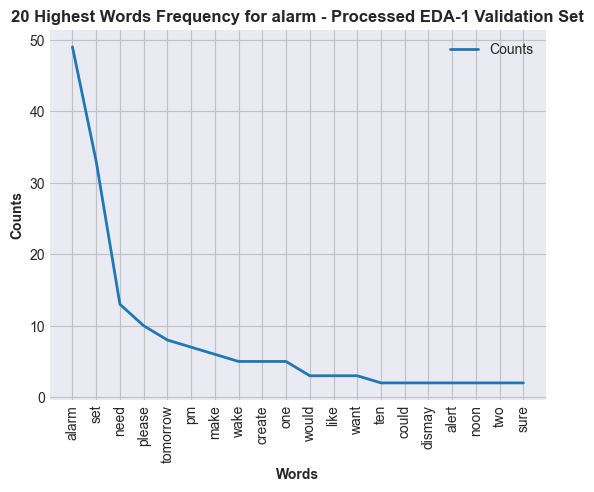 20 Highest Words Frequency for alarm - Processed EDA-1 Validation Set
Counts
50
40
30
20
10
0
Counts
alarm
set
need
please
tomorrow
pm
make
wake
create
one
would
like
want
ten
could
dismay
alert
noon
two
sure
Words